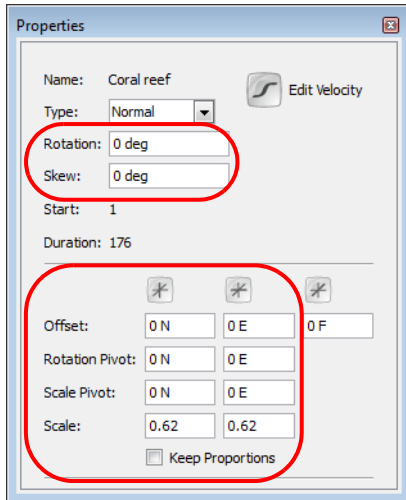 Properties
Name: Coral reef
Edit Velocity
Type: Normal
Rotation: 0 deg
Skew: 0 deg
Start: 1
Duration: 176
Offset: 0 N 0 E 0 F
Rotation Pivot: 0 N 0 E
Scale Pivot: 0 N 0 E
Scale: 0.62 0.62
Keep Proportions